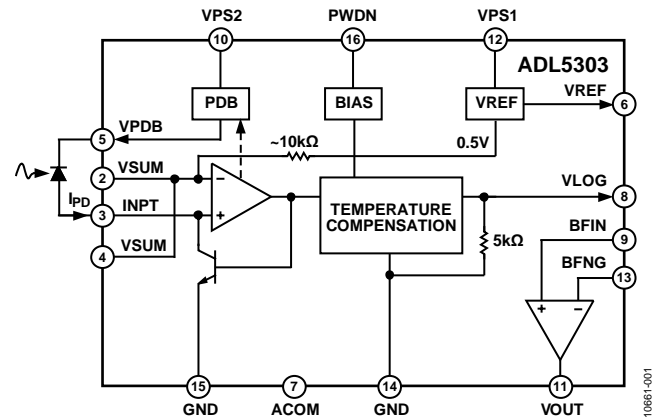 VPS2 PWDN VPS1
10 16 12
ADL5303
PDB BIAS VREF VREF
6
5 VPDB
~10kΩ 0.5V
2 VSUM −
IPD
3 INPT +
TEMPERATURE
COMPENSATION
VLOG
8
5kΩ
BFIN
9
4 VSUM
BFNG
13
+ −
15 7 14 11
GND ACOM GND VOUT
10661-001